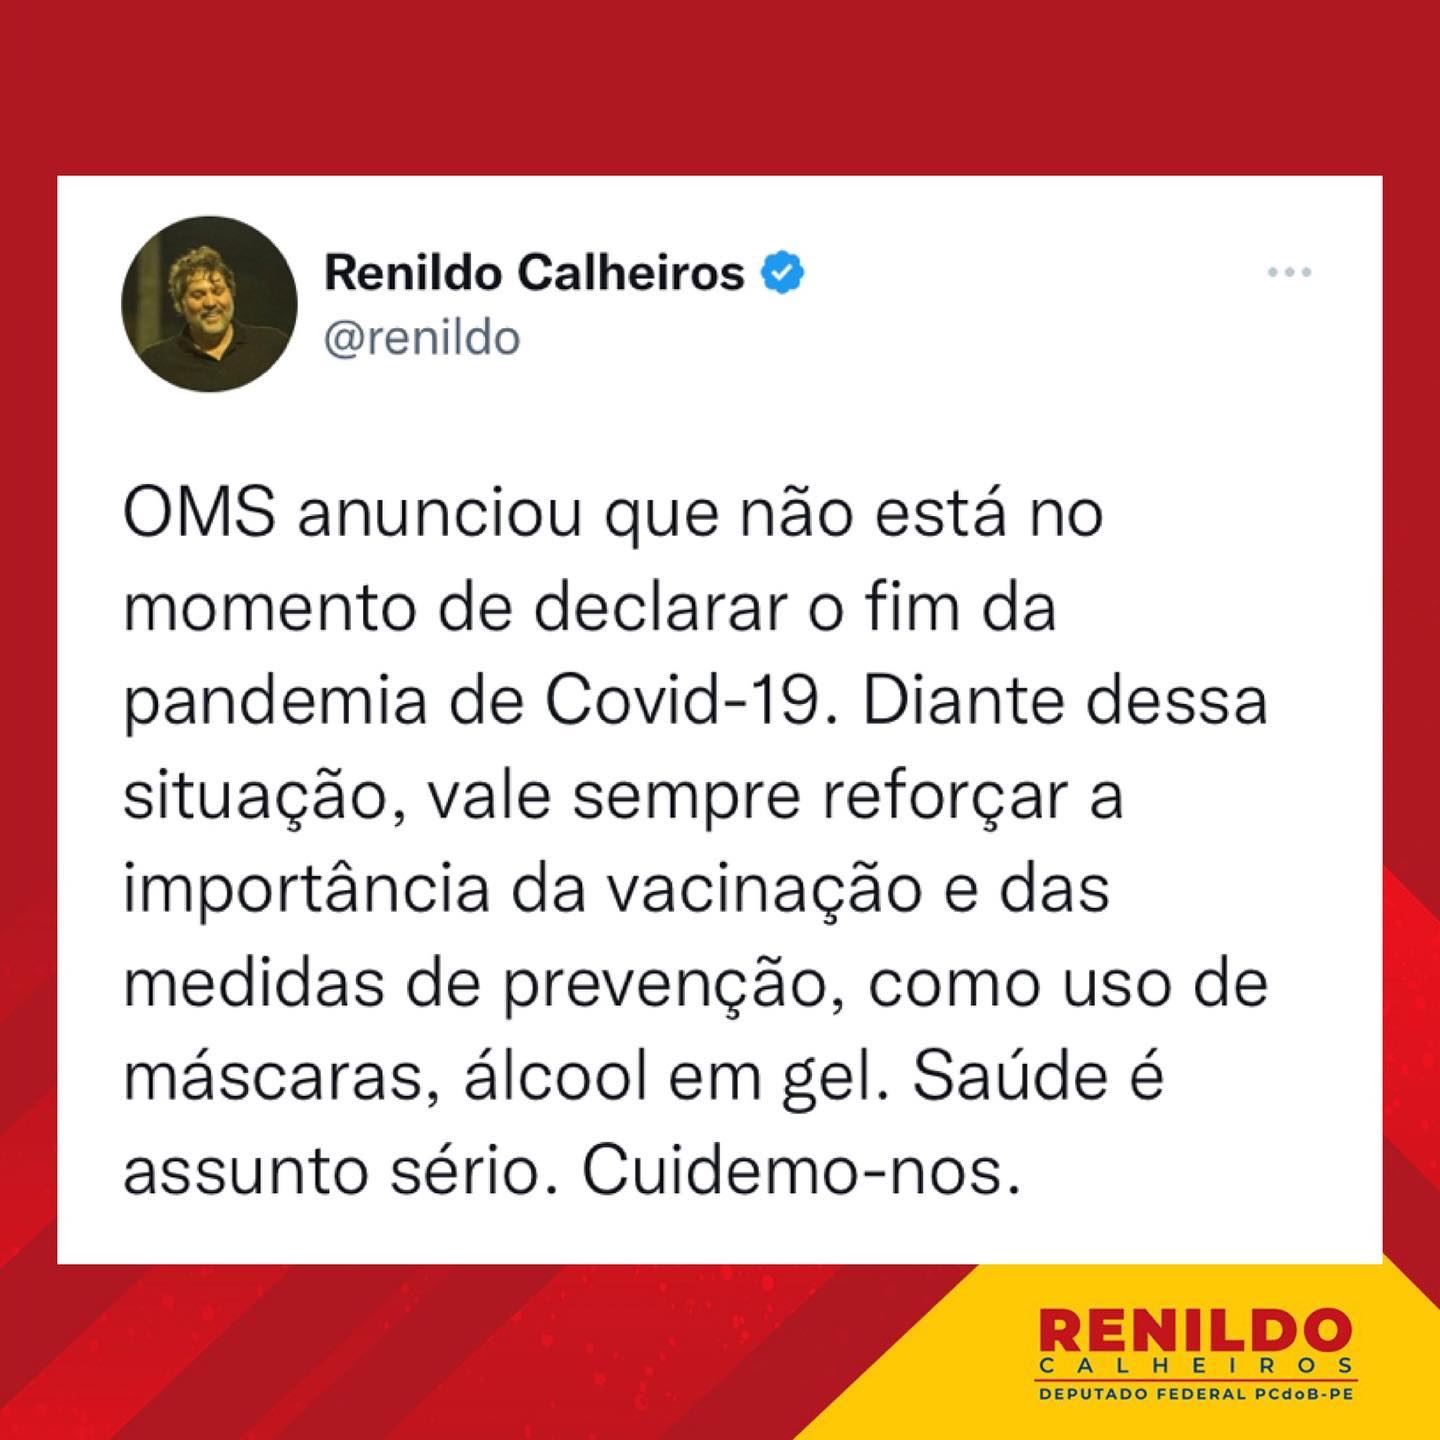 Renildo Calheiros
@renildo
OMS anunciou que não está no
momento de declarar o fim da
pandemia de Covid-19. Diante dessa
situação, vale sempre reforçar a
importância da vacinação e das
medidas de prevenção, como uso de
máscaras, álcool em gel. Saúde é
assunto sério. Cuidemo-nos.
RENILDO
CALHEIROS
DEPUTADO FEDERAL PCdoB-PE